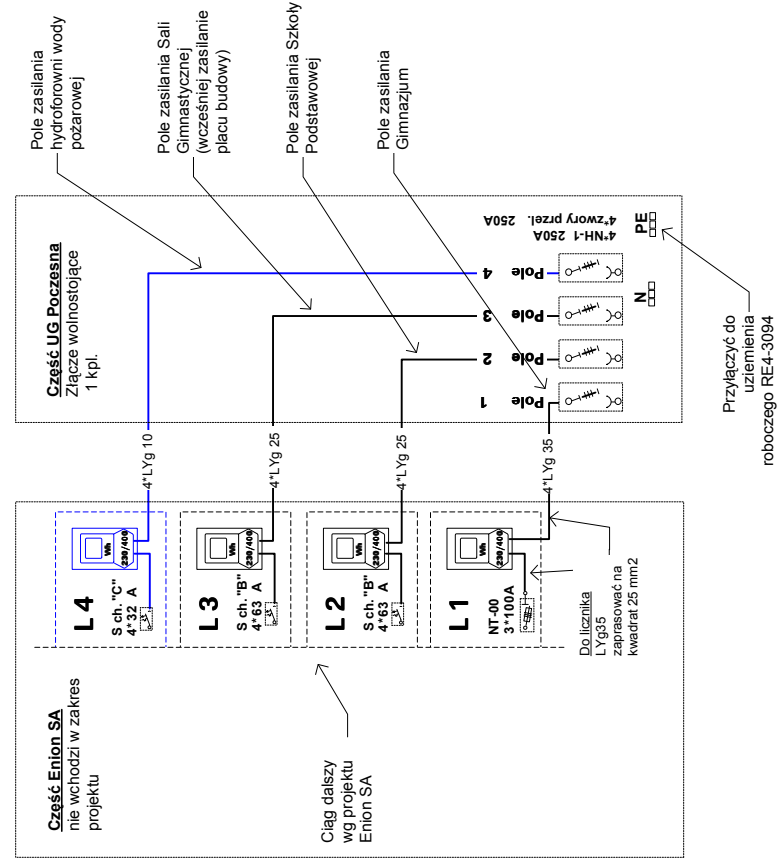 Pole zasilania
hydroforowni wody
pożarowej
Pole zasilania Sali
Gimnastycznej
(wcześniej zasilanie
placu budowy)
Pole zasilania Szkoły
Podstawowej
Pole zasilania
Gimnazjum
Część UG Poczesna
Złącze wolnostojące
1 kpl.
4*NH-1 250A
4*zwory przel. 250A
PE
N
Pole 4
Pole 3
Pole 2
Pole 1
Przyłączyć do
uziemienia
roboczego RE4-3094
4*LYg 10
4*LYg 25
4*LYg 25
4*LYg 35
Część Enion SA
nie wchodzi w zakres
projektu
L 4
S ch. "C"
4*32 A
Wh
230/400
L 3
S ch. "B"
4*63 A
Wh
230/400
L 2
S ch. "B"
4*63 A
Wh
230/400
L 1
NT-00
3*100A
Wh
230/400
Do licznika
LYg35
zaprasować na
kwadrat 25 mm2
Ciąg dalszy
wg projektu
Enion SA